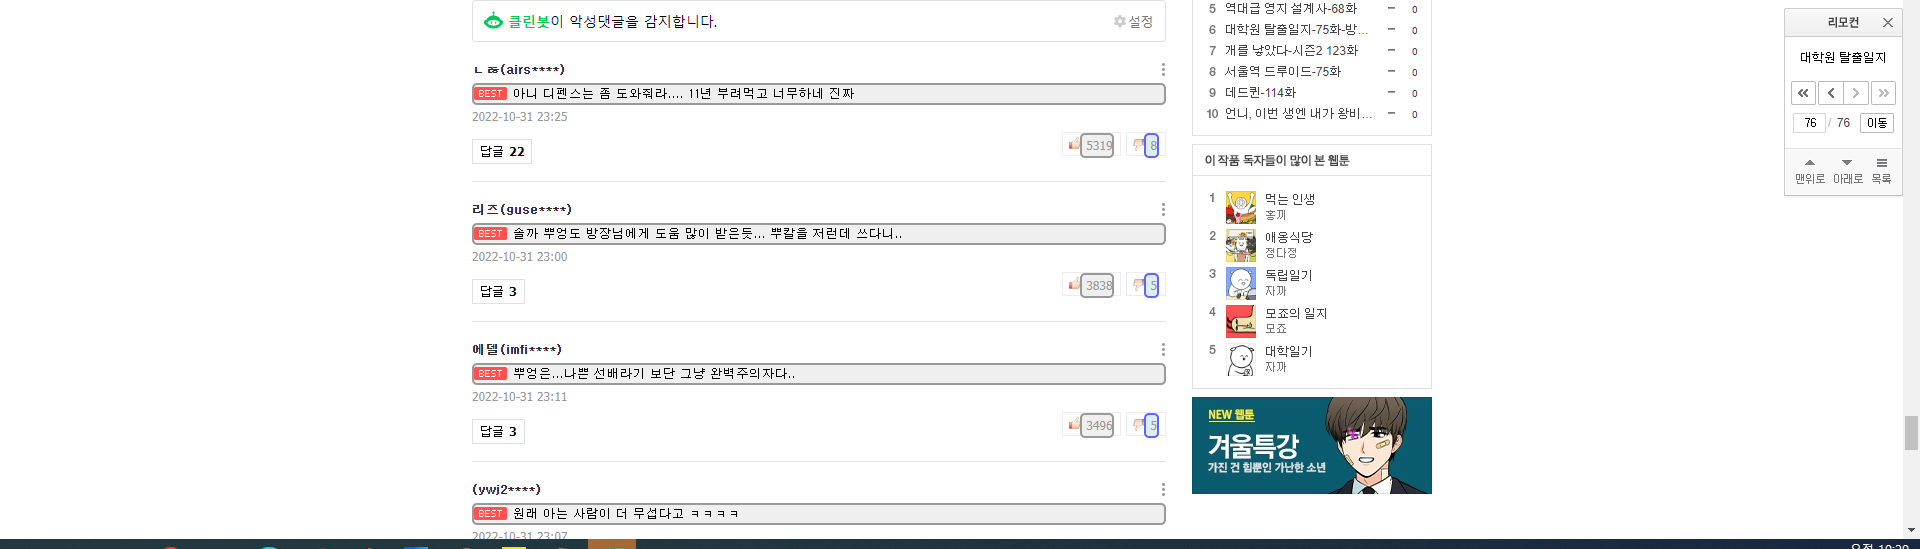 클린봇이 악성댓글을 감지합니다.
설정
ㄴㅎ(airs****)
BEST 아니 디펜스는 좀 도와줘라.... 11년 부려먹고 너무하네 진짜
2022-10-31 23:25
답글 22
5319
8
리즈(guse****)
BEST 솔까 뿌엉도 방장님에게 도움 많이 받은듯... 뿌칼을 저런데 쓰다니..
2022-10-31 23:00
답글 3
3838
5
에델(imfi****)
BEST 뿌엉은...나쁜 선배라기 보단 그냥 완벽주의자다..
2022-10-31 23:11
답글 3
3496
5
(ywj2****)
BEST 원래 아는 사람이 더 무섭다고 ㅋㅋㅋㅋ
2022-10-31 23:07
5 역대급 영지 설계사-68화 0
6 대학원 탈출일지-75화-방... 0
7 개를 낳았다-시즌2 123화 0
8 서울역 드루이드-75화 0
9 데드퀸-114화 0
10 언니, 이번 생엔 내가 왕비... 0
이 작품 독자들이 많이 본 웹툰
1 먹는 인생
홍끼
2 애옹식당
정다정
3 독립일기
자까
4 모죠의 일지
모죠
5 대학일기
자까
NEW 웹툰
겨울특강
가진 건 힘뿐인 가난한 소년
리모컨
대학원 탈출일지
76 / 76 이동
맨위로 아래로 목록